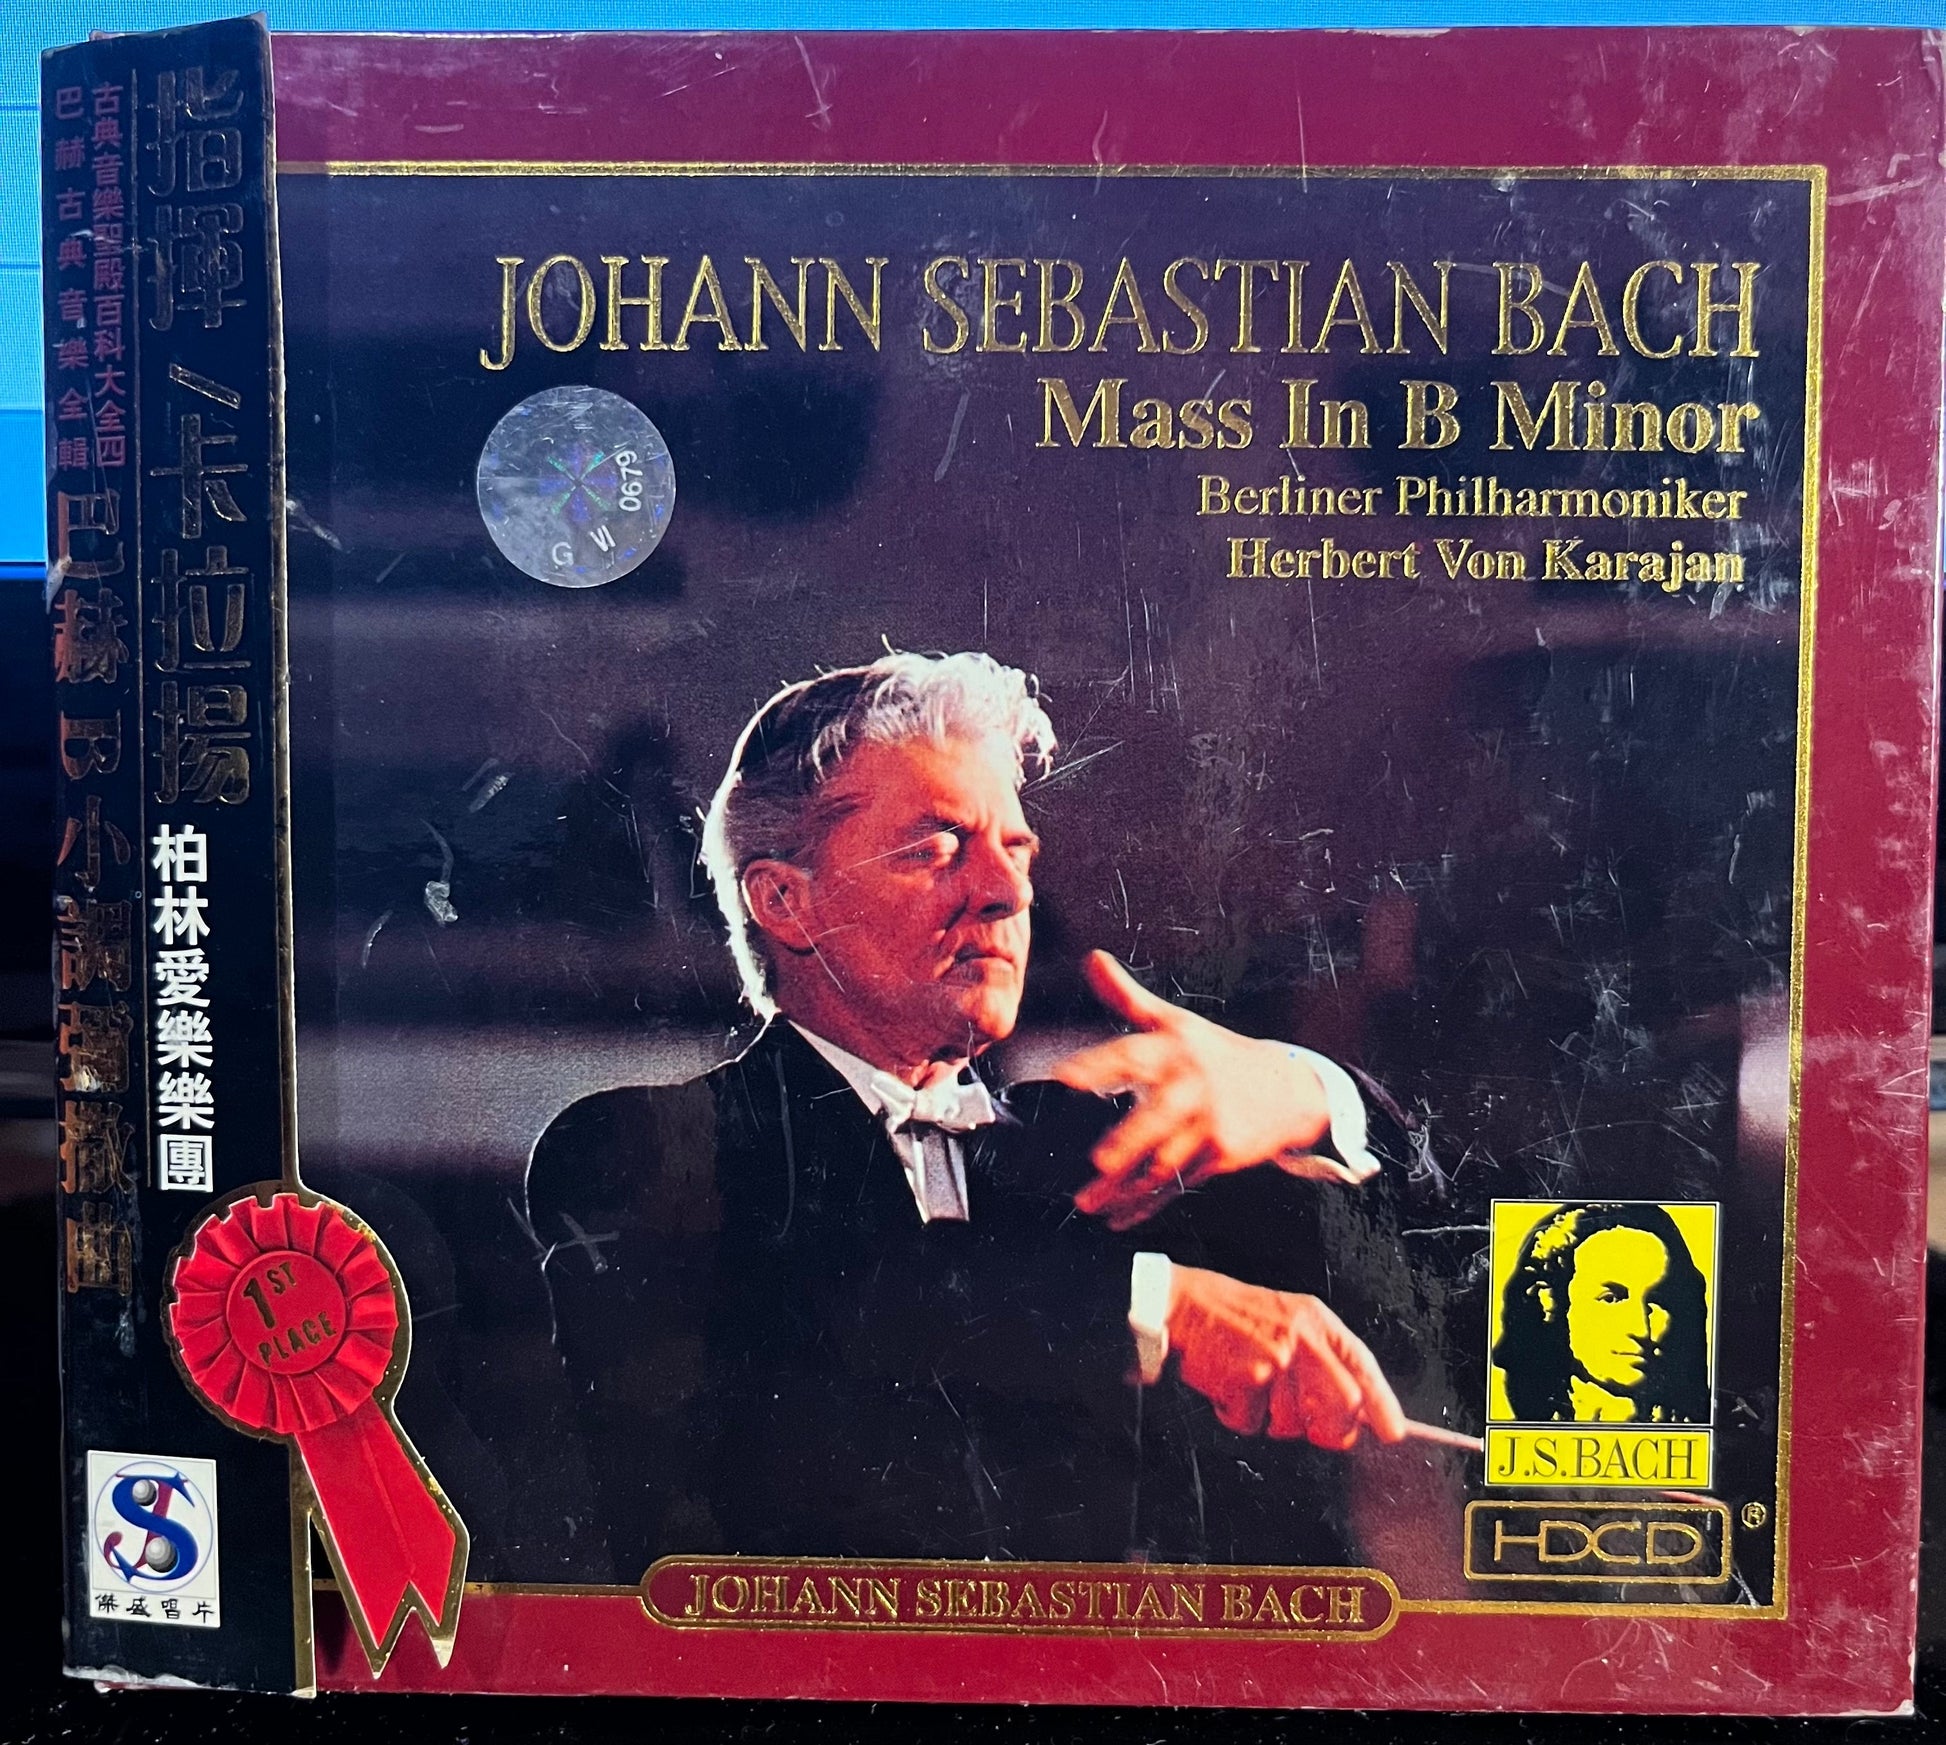 古典音樂聖殿百科大全四
巴赫古典音樂全輯
指揮/卡拉揚
柏林愛樂樂團
巴赫B小調彌撒曲
1ST
PLACE
傑盛唱片
JOHANN SEBASTIAN BACH
Mass In B Minor
Berliner Philharmoniker
Herbert Von Karajan
0679
G VI
J.S.BACH
HDCD®
JOHANN SEBASTIAN BACH